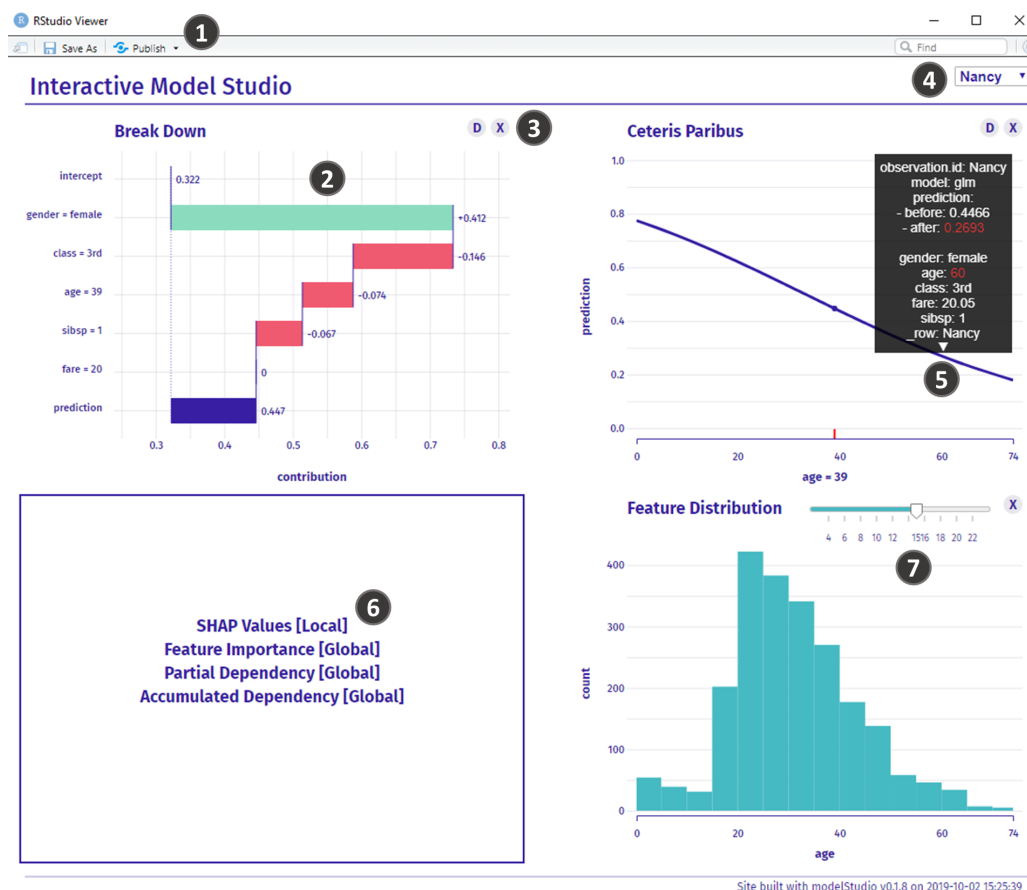 RStudio Viewer
Save As
Publish
1
Find
Interactive Model Studio
4
Nancy
Break Down
D
X
3
intercept
0.322
2
gender = female
+0.412
class = 3rd
-0.146
age = 39
-0.074
sibsp = 1
-0.067
fare = 20
0
prediction
0.447
0.3
0.4
0.5
0.6
0.7
0.8
contribution
Ceteris Paribus
D
X
1.0
0.8
0.6
0.4
0.2
0.0
prediction
observation.id: Nancy
model: glm
prediction:
- before: 0.4466
- after: 0.2693
gender: female
age: 60
class: 3rd
fare: 20.05
sibsp: 1
_row: Nancy
5
0
20
40
60
74
age = 39
6
SHAP Values [Local]
Feature Importance [Global]
Partial Dependency [Global]
Accumulated Dependency [Global]
Feature Distribution
X
4 6 8 10 12 1516 18 20 22
7
400
300
200
100
0
count
0
20
40
60
74
age
Site built with modelStudio v0.1.8 on 2019-10-02 15:25:39